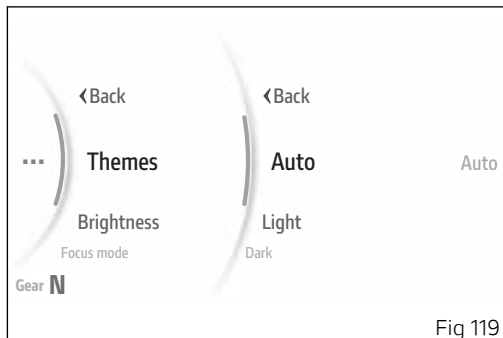 ‹Back ‹Back
... Themes Auto Auto
Brightness Light
Focus mode Dark
Gear N
Fig 119